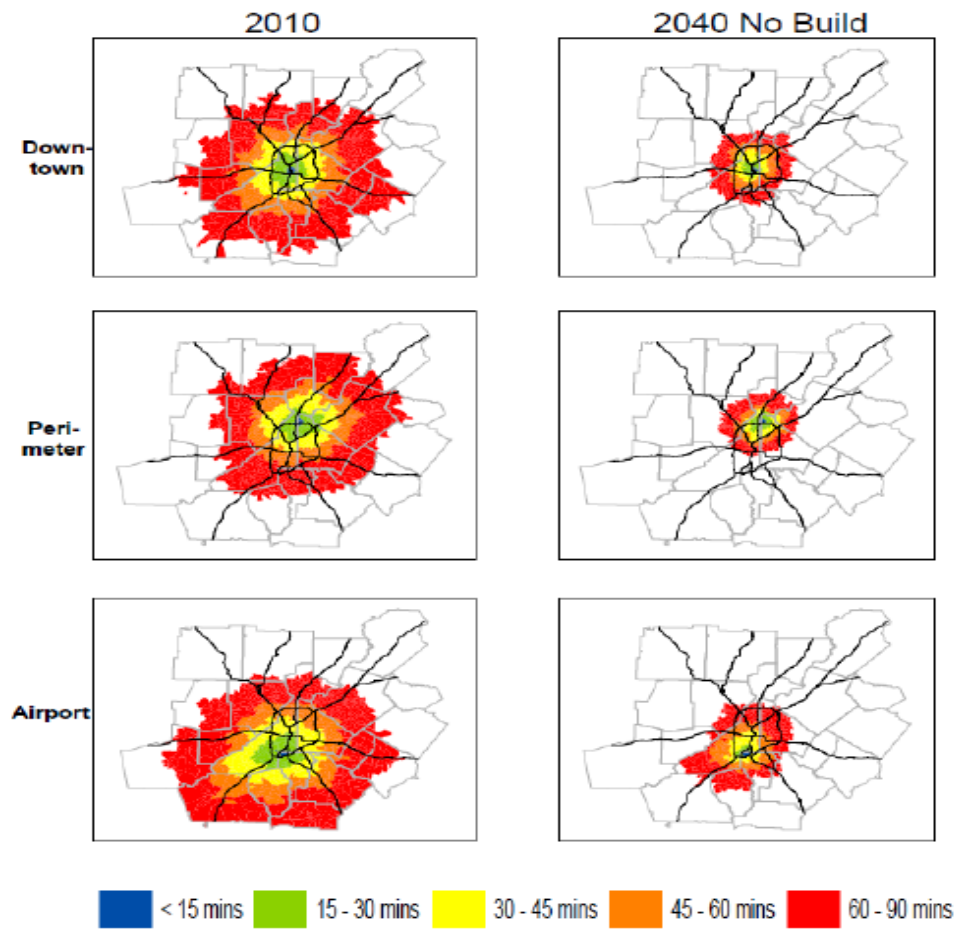 2010
2040 No Build
Down-
town
Peri-
meter
Airport
< 15 mins
15 - 30 mins
30 - 45 mins
45 - 60 mins
60 - 90 mins